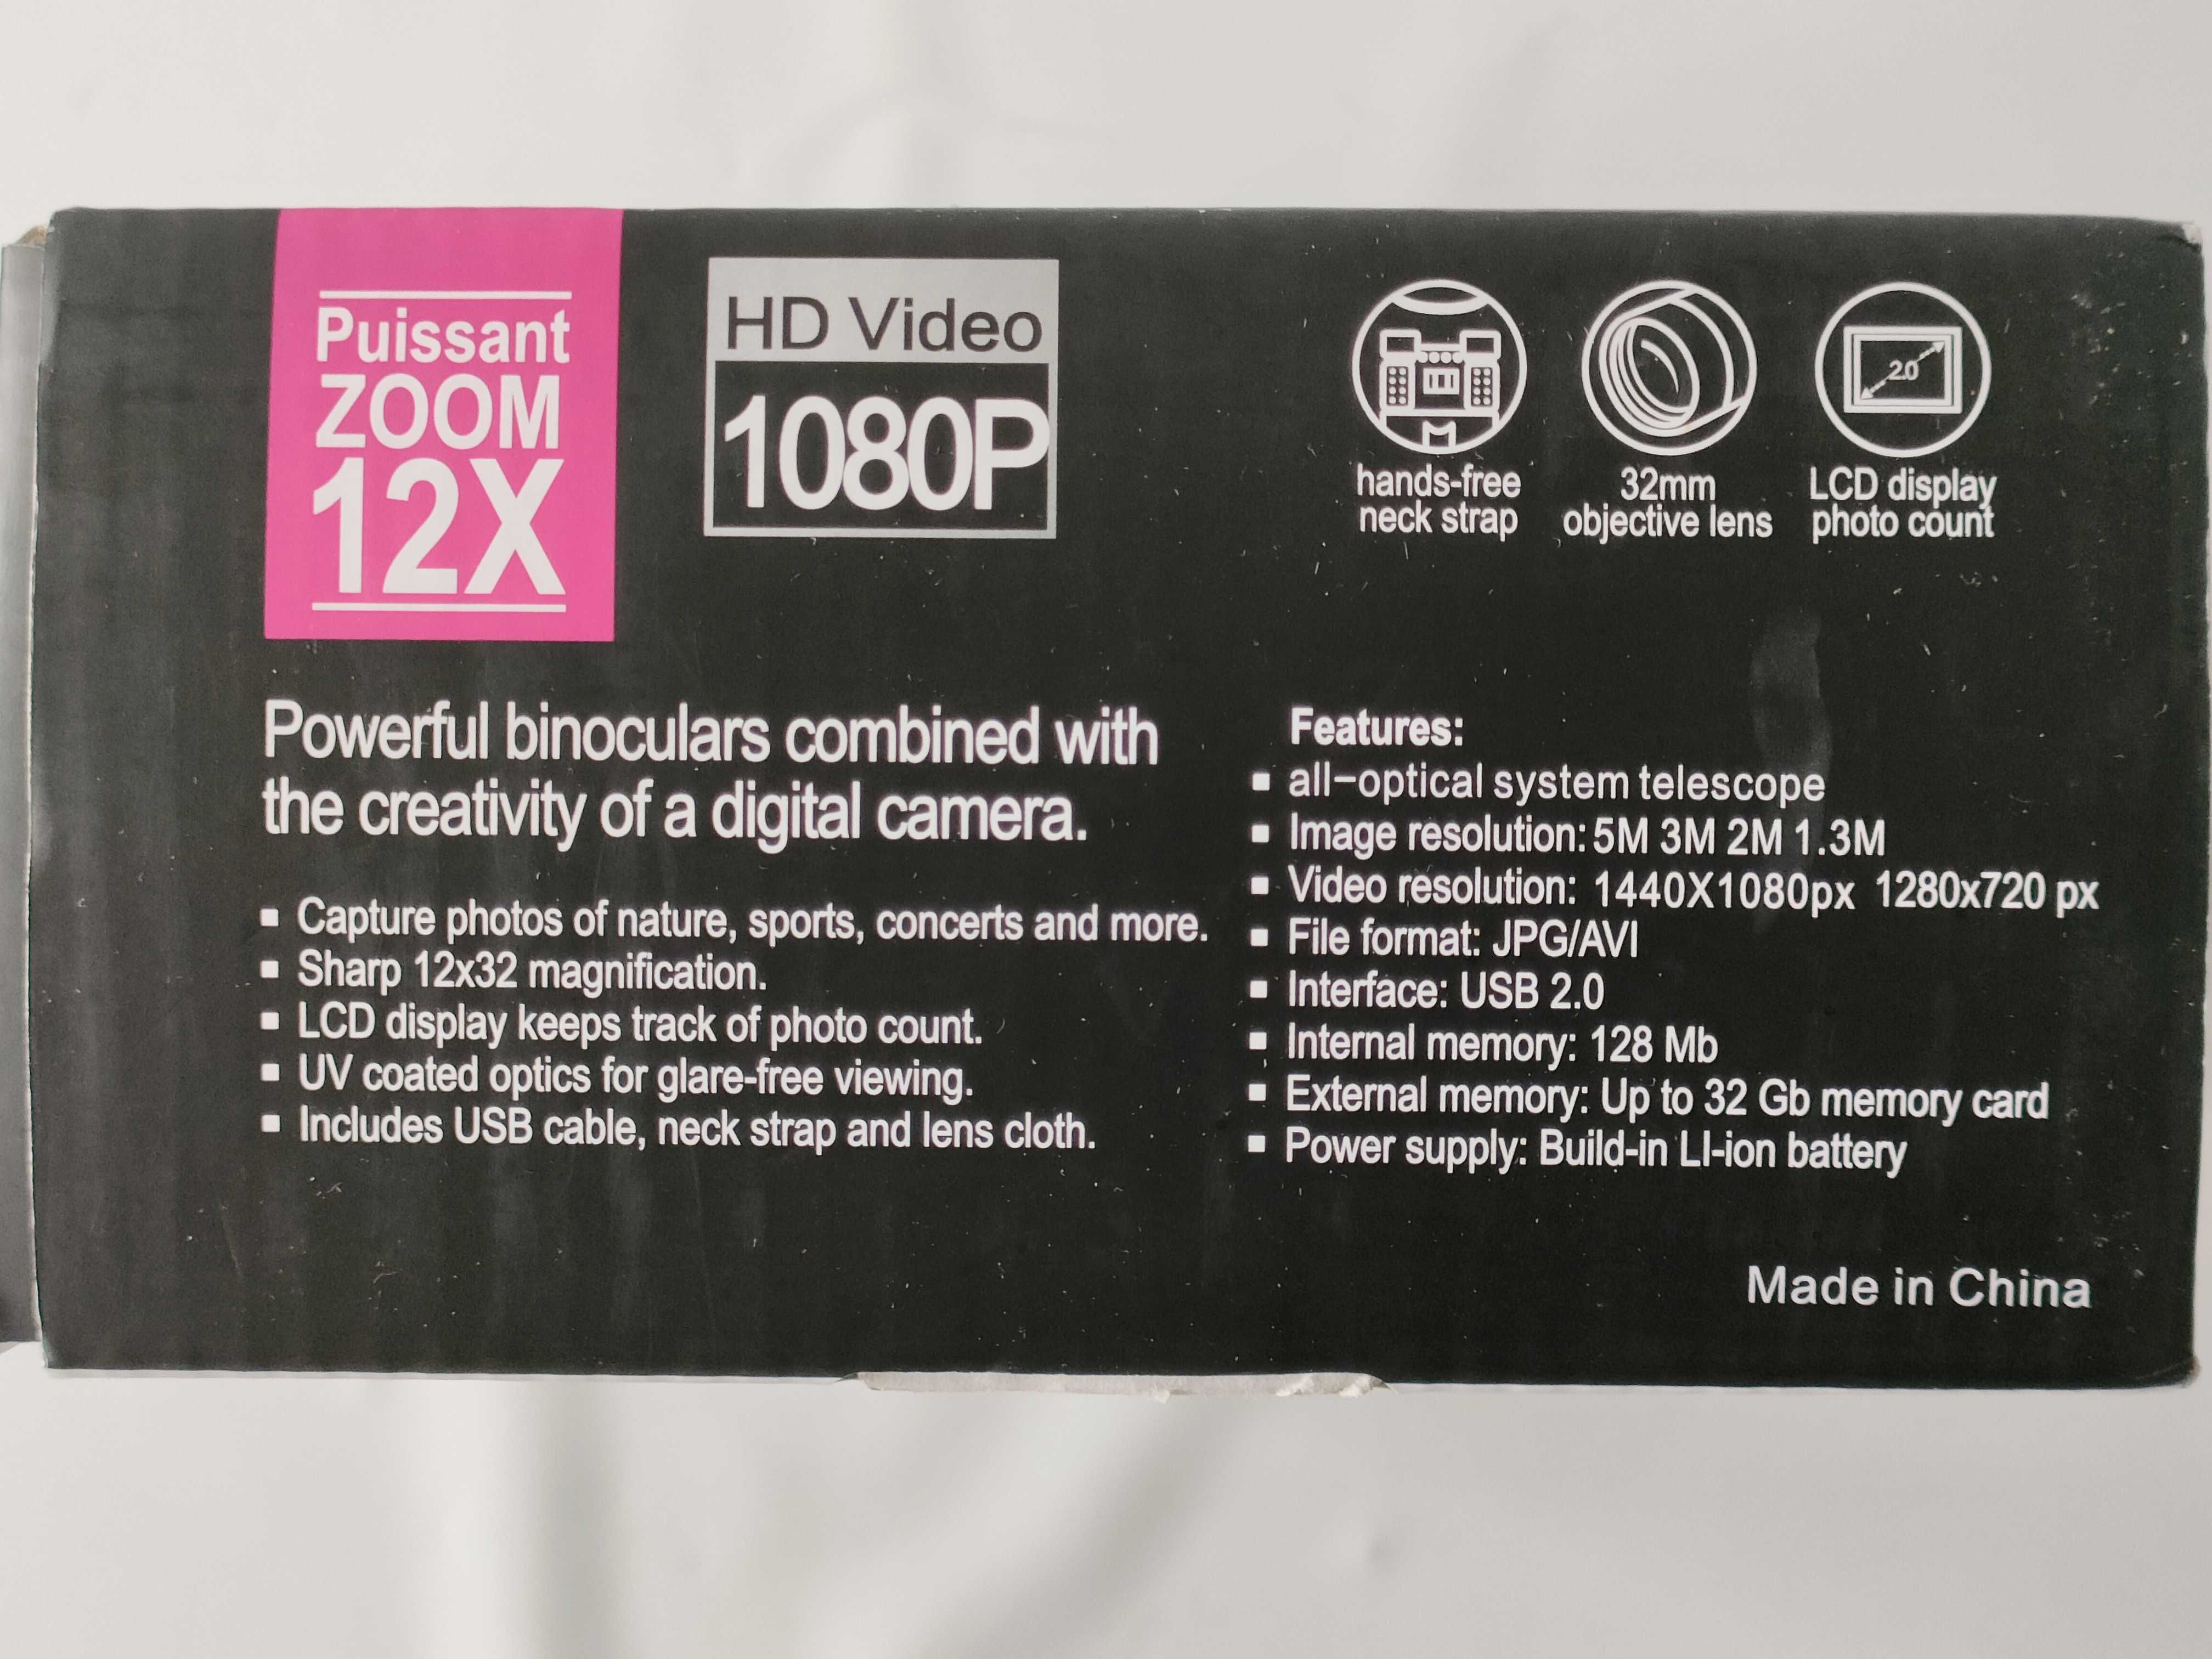 Puissant
ZOOM
12X
HD Video
1080P
hands-free
neck strap
32mm
objective lens
2.0
LCD display
photo count
Powerful binoculars combined with
the creativity of a digital camera.
▪ Capture photos of nature, sports, concerts and more.
▪ Sharp 12x32 magnification.
▪ LCD display keeps track of photo count.
▪ UV coated optics for glare-free viewing.
▪ Includes USB cable, neck strap and lens cloth.
Features:
▪ all-optical system telescope
▪ Image resolution: 5M 3M 2M 1.3M
▪ Video resolution: 1440X1080px 1280x720 px
▪ File format: JPG/AVI
▪ Interface: USB 2.0
▪ Internal memory: 128 Mb
▪ External memory: Up to 32 Gb memory card
▪ Power supply: Build-in LI-ion battery
Made in China